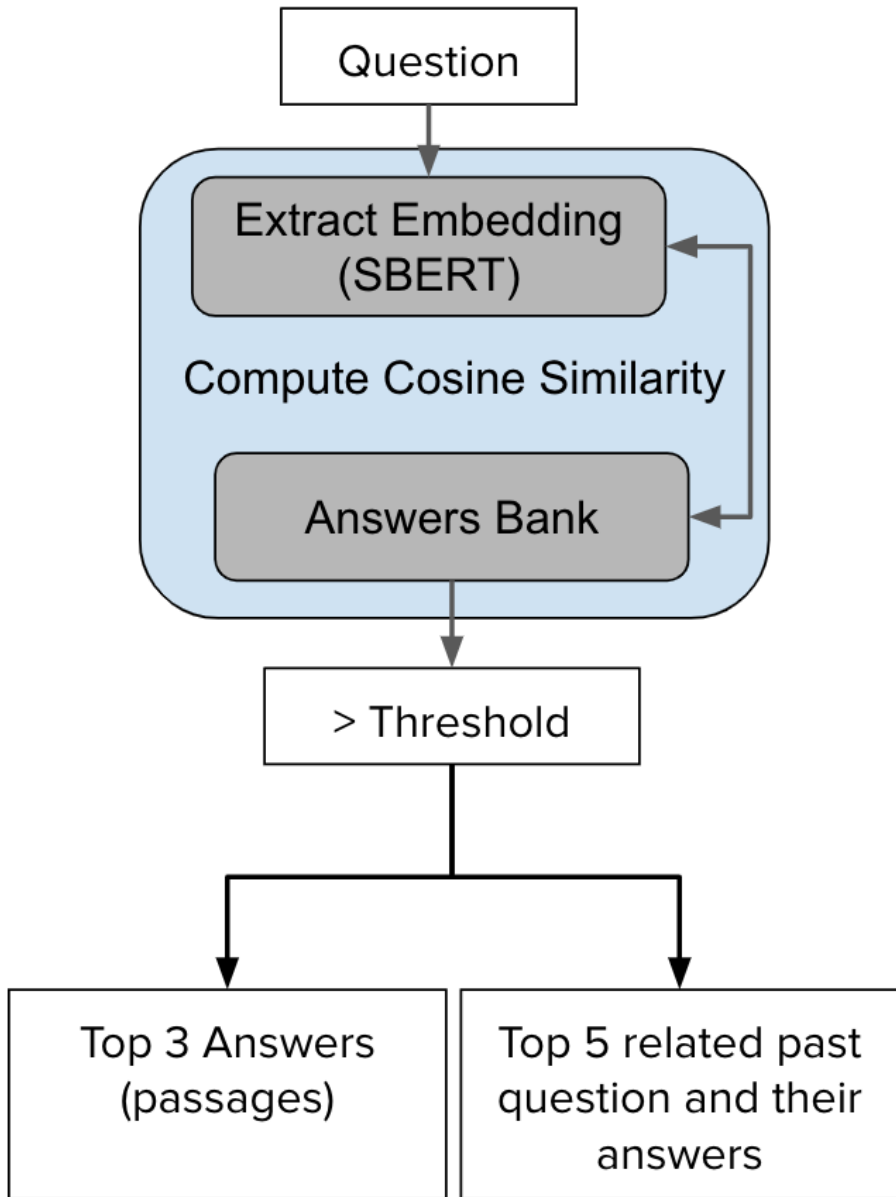 Question
Extract Embedding
(SBERT)
Compute Cosine Similarity
Answers Bank
> Threshold
Top 3 Answers
(passages)
Top 5 related past
question and their
answers